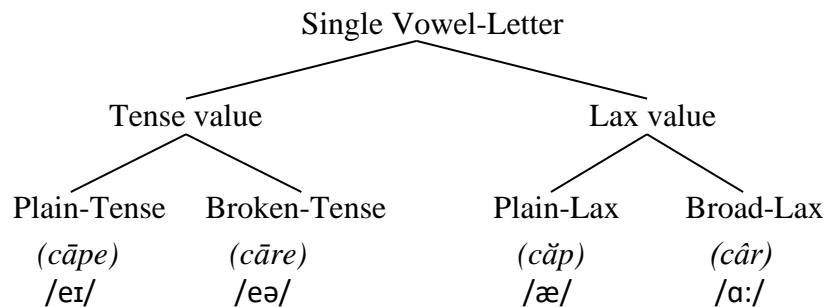 Single Vowel-Letter
Tense value Lax value
Plain-Tense Broken-Tense Plain-Lax Broad-Lax
(cāpe) (cāre) (căp) (câr)
/eɪ/ /eə/ /æ/ /ɑ:/